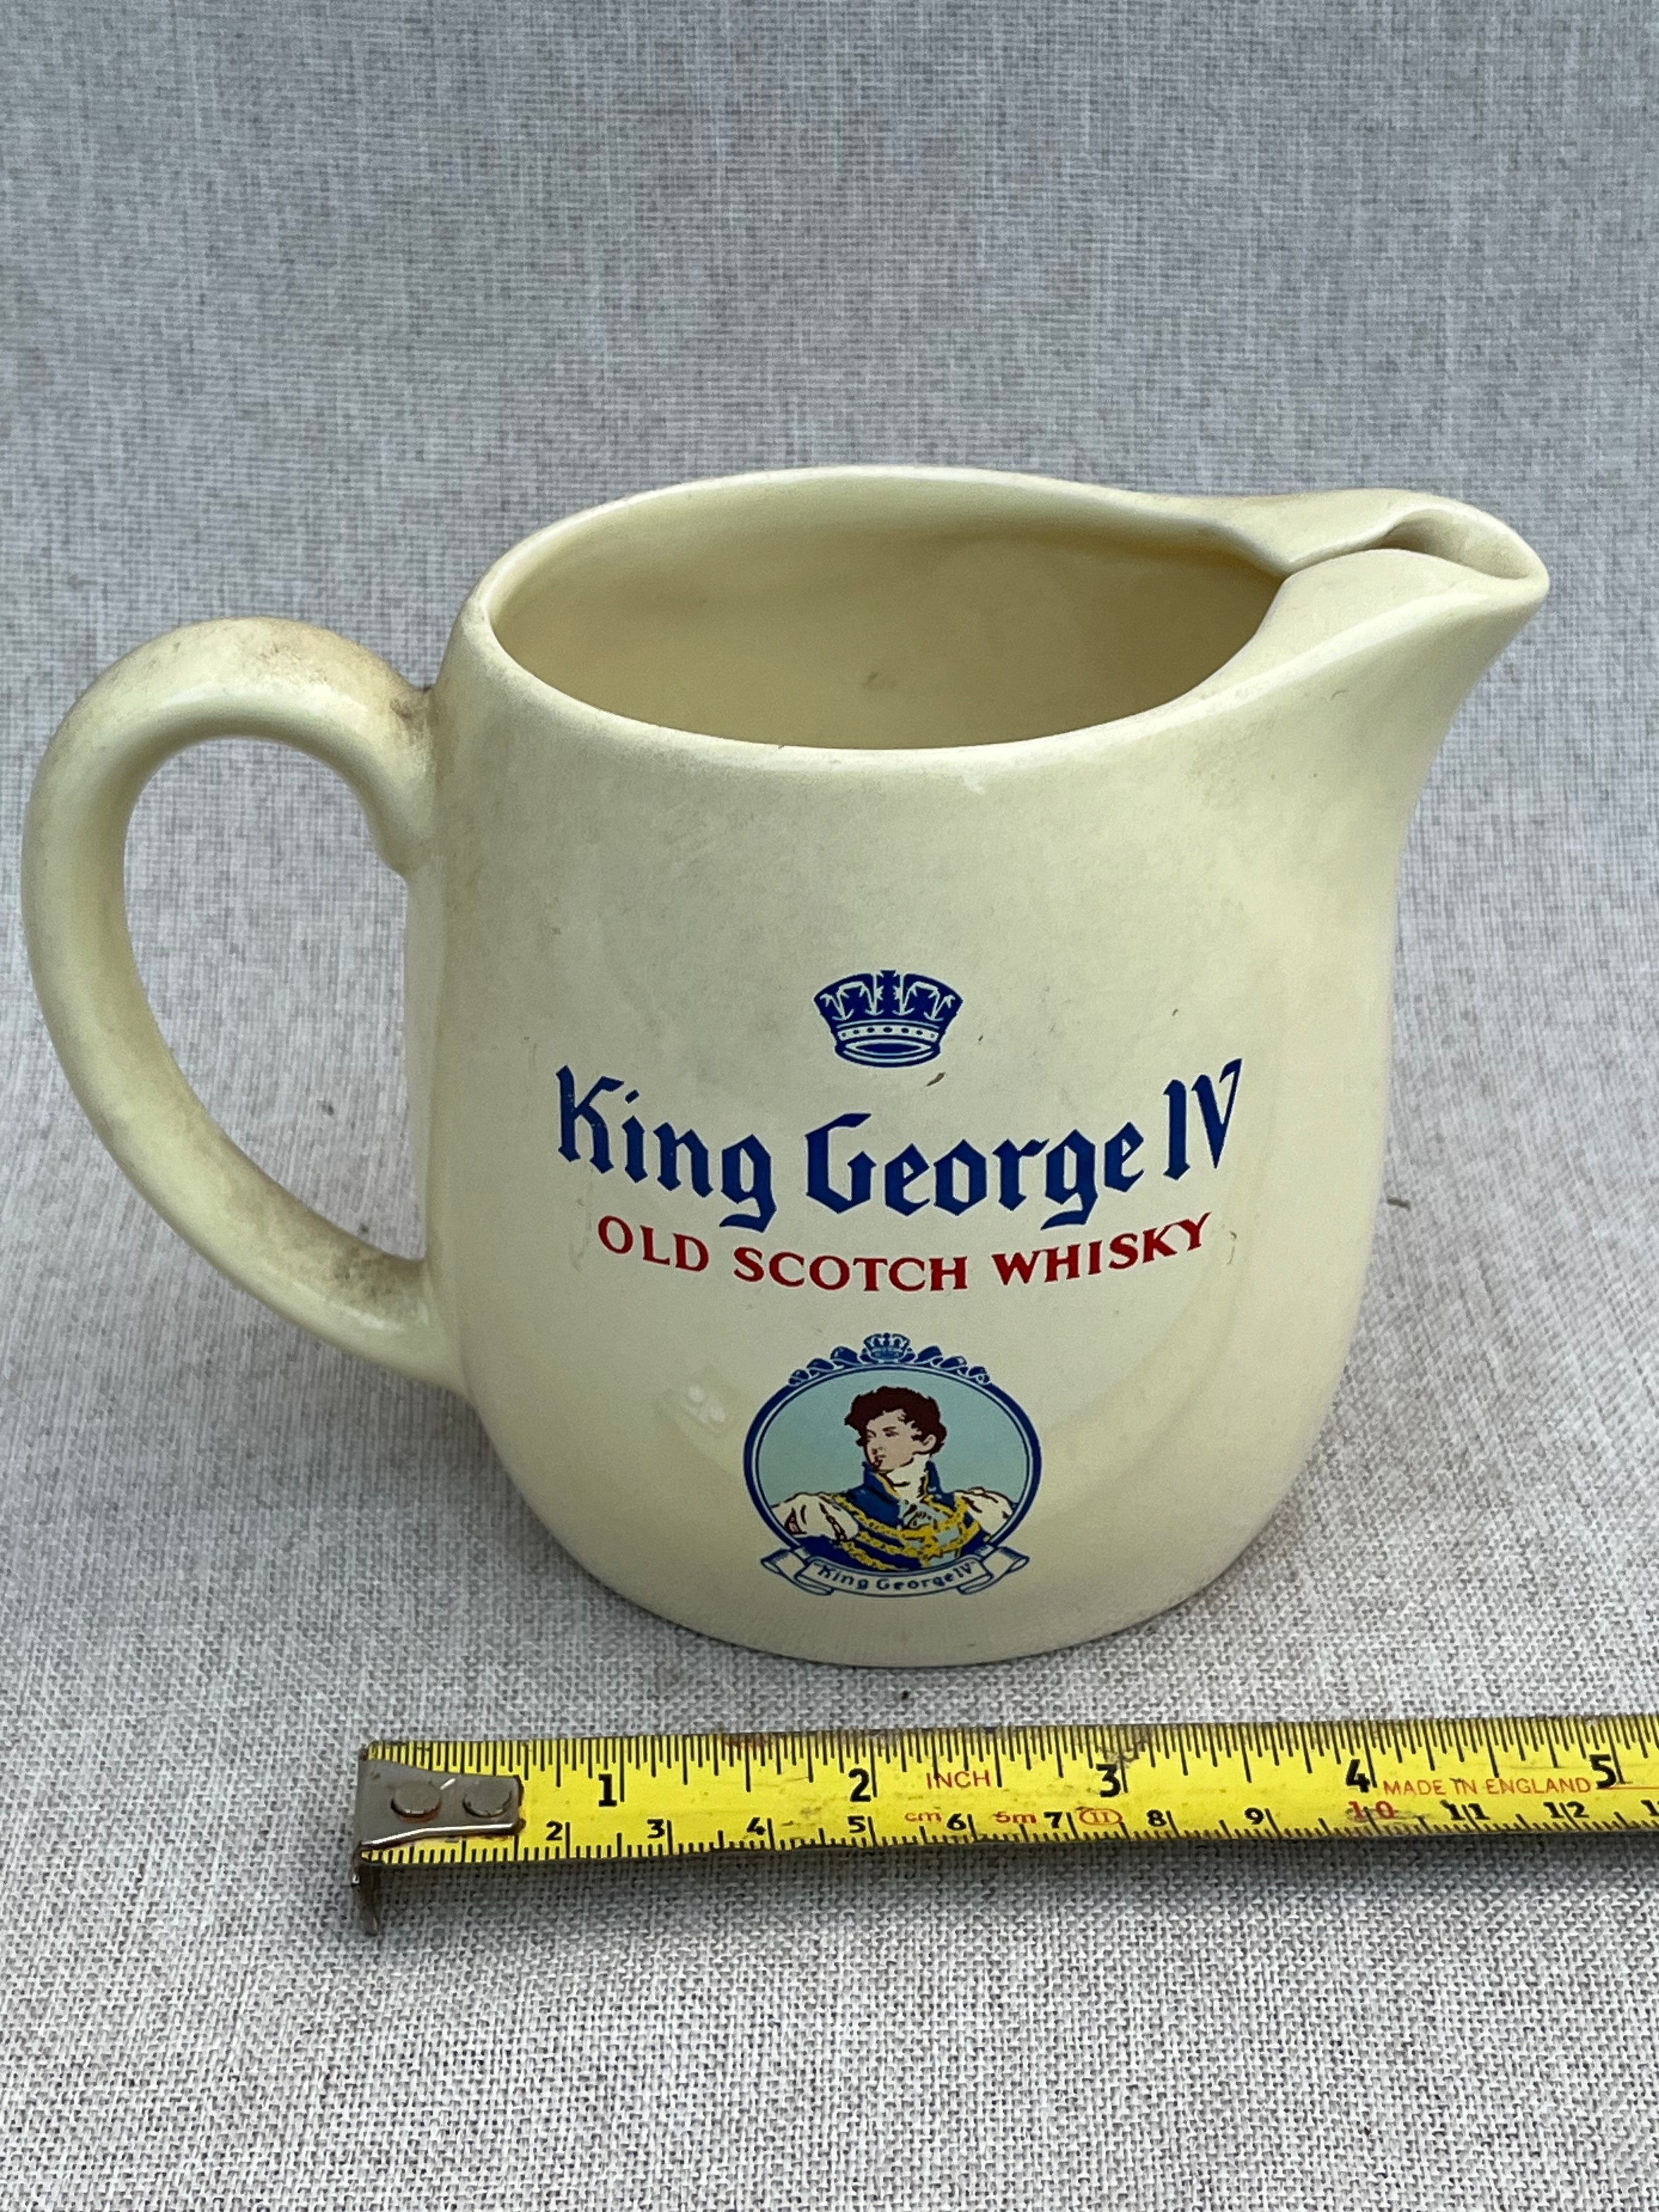 King George IV
OLD SCOTCH WHISKY
King George IV
1 2 INCH 3 4 MADE IN ENGLAND 5
2 3 4 5 cm 6 5m 7 II 8 9 10 11 12